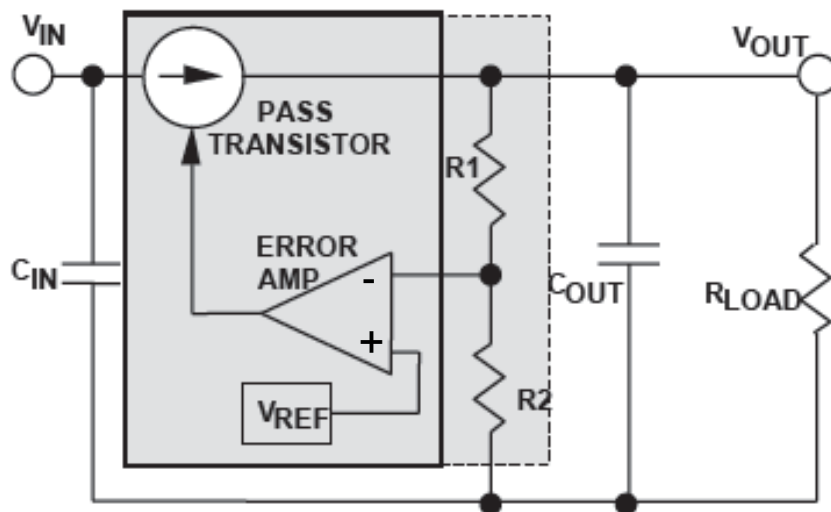 VIN
VOUT
PASS
TRANSISTOR
R1
ERROR
AMP
-
CIN
COUT
RLOAD
+
R2
VREF